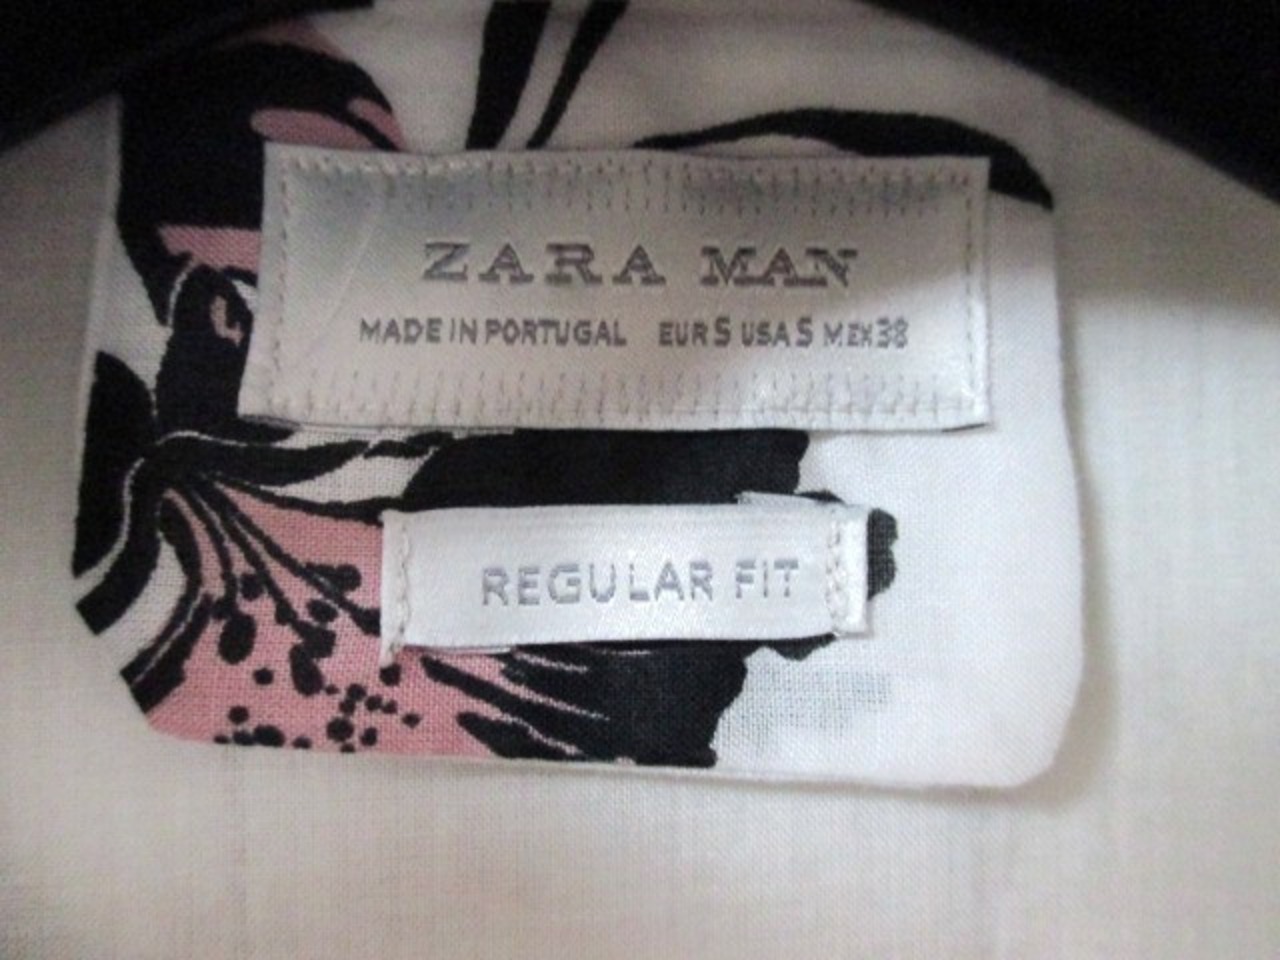 ZARA MAN
MADE IN PORTUGAL EUR S USA S MEX 38
REGULAR FIT